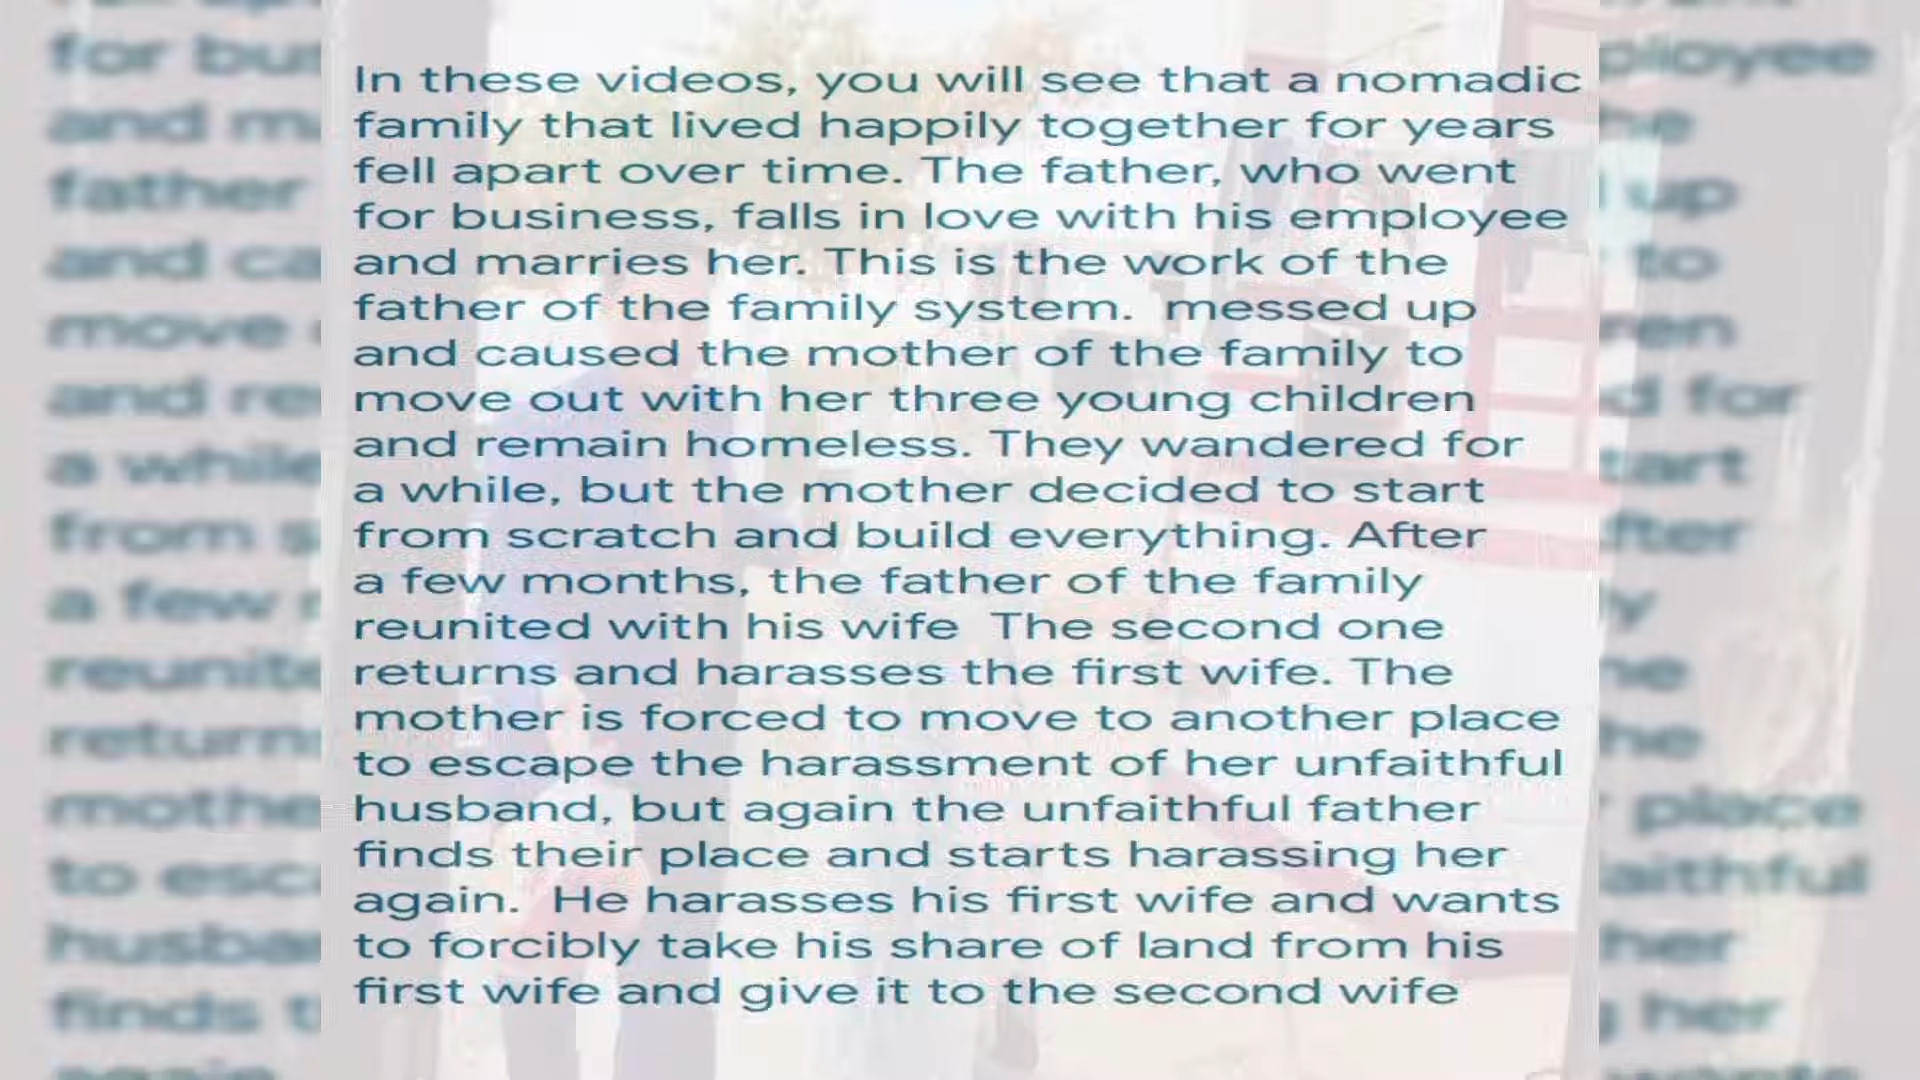 In these videos, you will see that a nomadic
family that lived happily together for years
fell apart over time. The father, who went
for business, falls in love with his employee
and marries her. This is the work of the
father of the family system.  messed up
and caused the mother of the family to
move out with her three young children
and remain homeless. They wandered for
a while, but the mother decided to start
from scratch and build everything. After
a few months, the father of the family
reunited with his wife  The second one
returns and harasses the first wife. The
mother is forced to move to another place
to escape the harassment of her unfaithful
husband, but again the unfaithful father
finds their place and starts harassing her
again.  He harasses his first wife and wants
to forcibly take his share of land from his
first wife and give it to the second wife